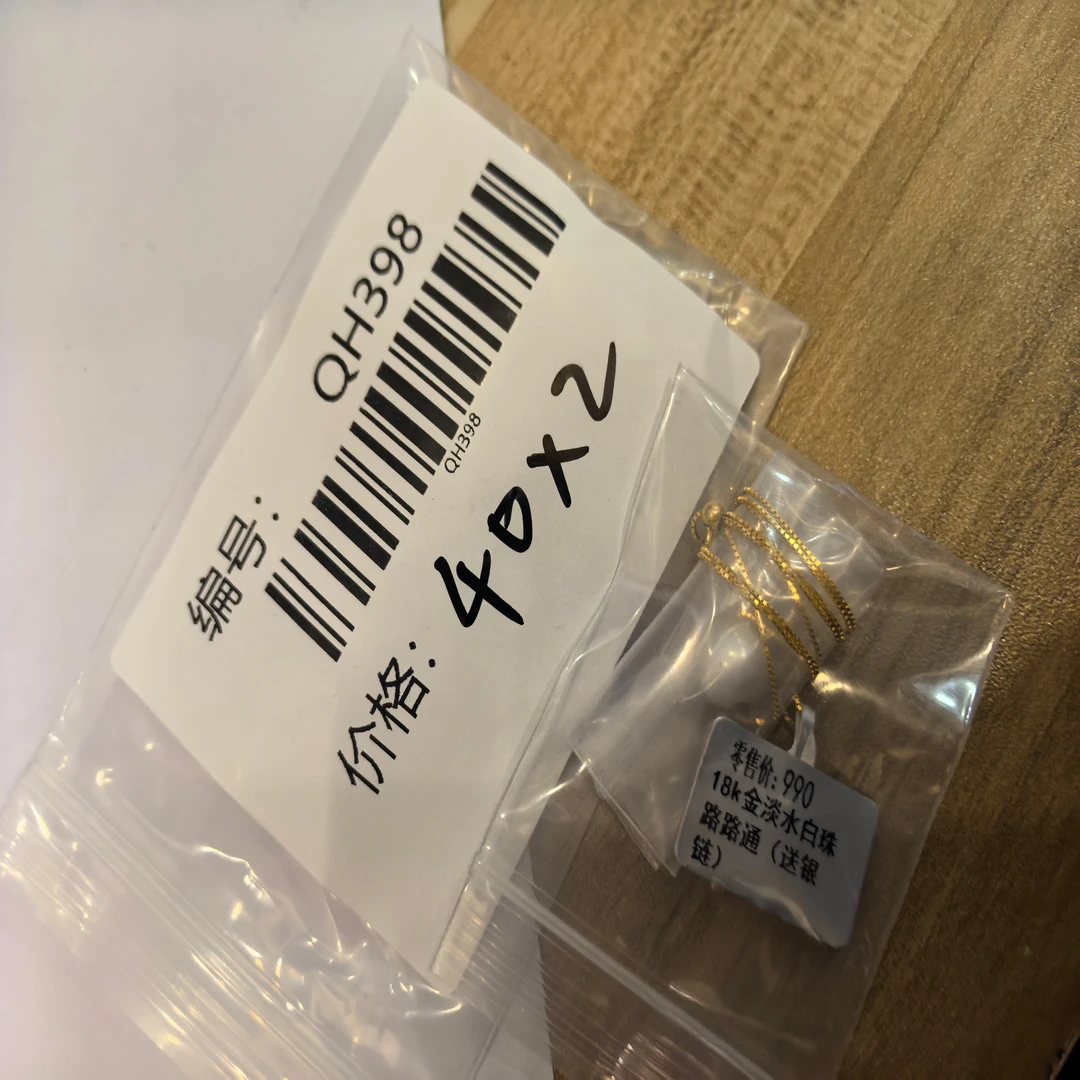 编号: QH398
QH398
价格: 40x2
零售价: 990
18k金淡水白珠
路路通（送银
链）